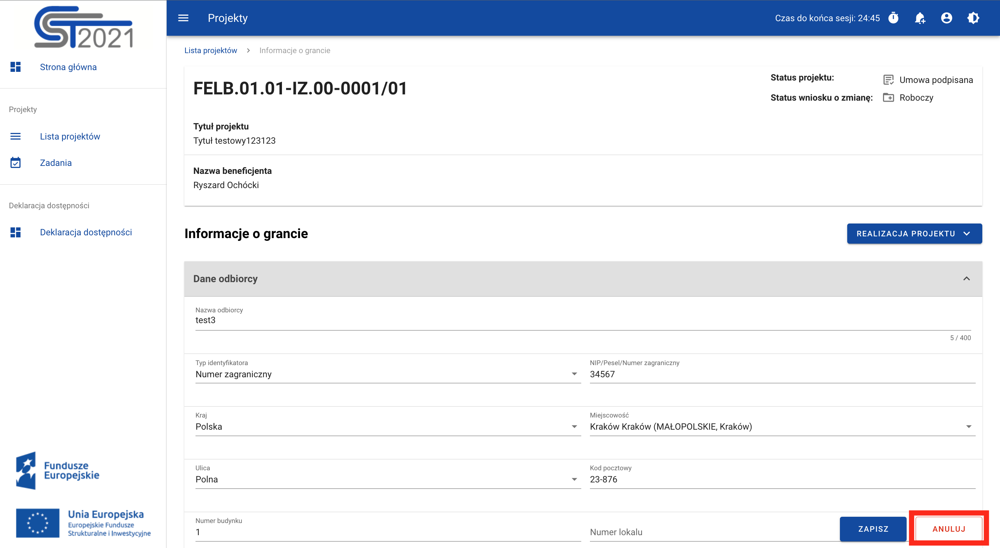 CST2021
Strona główna
Projekty
Lista projektów
Zadania
Deklaracja dostępności
Deklaracja dostępności
Fundusze
Europejskie
Unia Europejska
Europejskie Fundusze
Strukturalne i Inwestycyjne
Projekty
Czas do końca sesji: 24:45
Lista projektów > Informacje o grancie
FELB.01.01-IZ.00-0001/01
Status projektu: Umowa podpisana
Status wniosku o zmianę: Roboczy
Tytuł projektu
Tytuł testowy123123
Nazwa beneficjenta
Ryszard Ochócki
Informacje o grancie
REALIZACJA PROJEKTU
Dane odbiorcy
Nazwa odbiorcy
test3
5 / 400
Typ identyfikatora
Numer zagraniczny
NIP/Pesel/Numer zagraniczny
34567
Kraj
Polska
Miejscowość
Kraków Kraków (MAŁOPOLSKIE, Kraków)
Ulica
Polna
Kod pocztowy
23-876
Numer budynku
1
Numer lokalu
ZAPISZ
ANULUJ